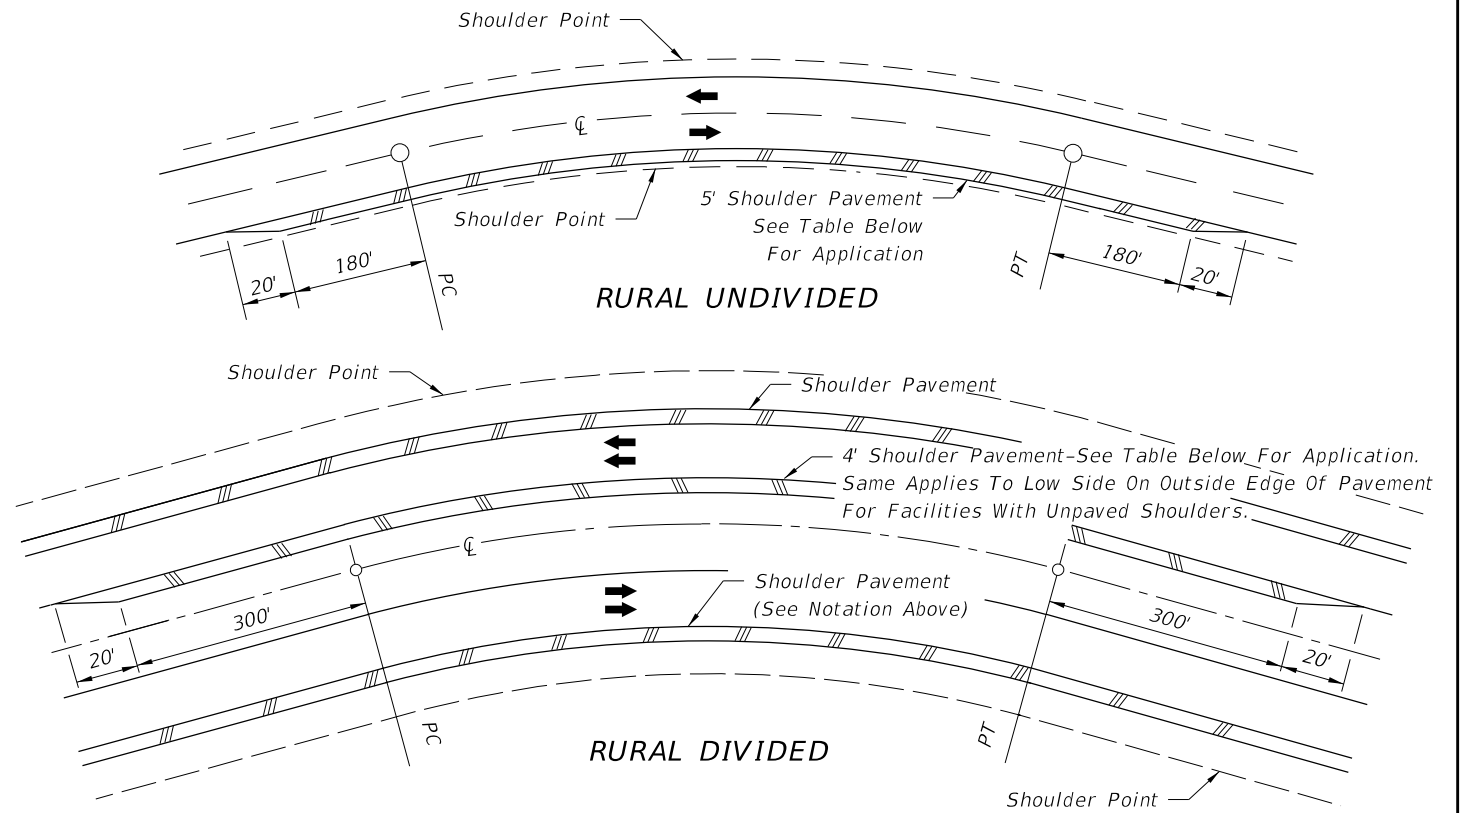 Shoulder Point
℄
Shoulder Point
5' Shoulder Pavement
See Table Below
For Application
20'
180'
PC
PT
180'
20'
RURAL UNDIVIDED
Shoulder Point
Shoulder Pavement
4' Shoulder Pavement-See Table Below For Application.
Same Applies To Low Side On Outside Edge Of Pavement
For Facilities With Unpaved Shoulders.
℄
Shoulder Pavement
(See Notation Above)
20'
300'
300'
20'
PC
PT
RURAL DIVIDED
Shoulder Point